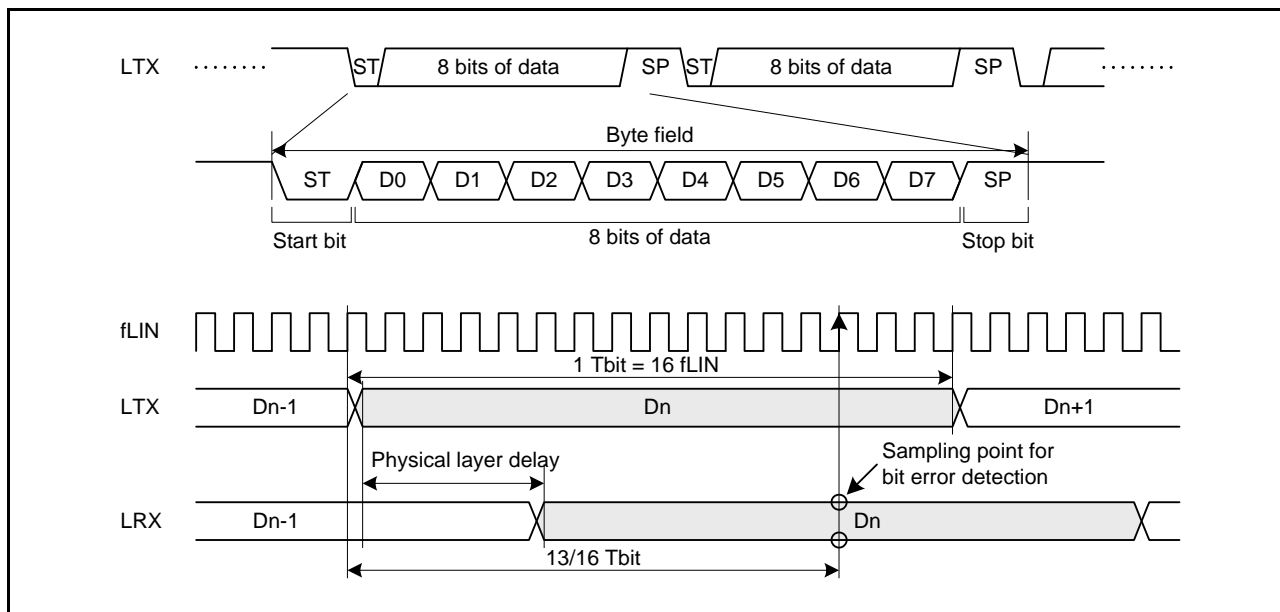 LTX ········ ST 8 bits of data SP ST 8 bits of data SP ········
Byte field
ST D0 D1 D2 D3 D4 D5 D6 D7 SP
Start bit 8 bits of data Stop bit
fLIN
1 Tbit = 16 fLIN
LTX Dn-1 Dn Dn+1
Physical layer delay
Sampling point for
bit error detection
LRX Dn-1 Dn
13/16 Tbit